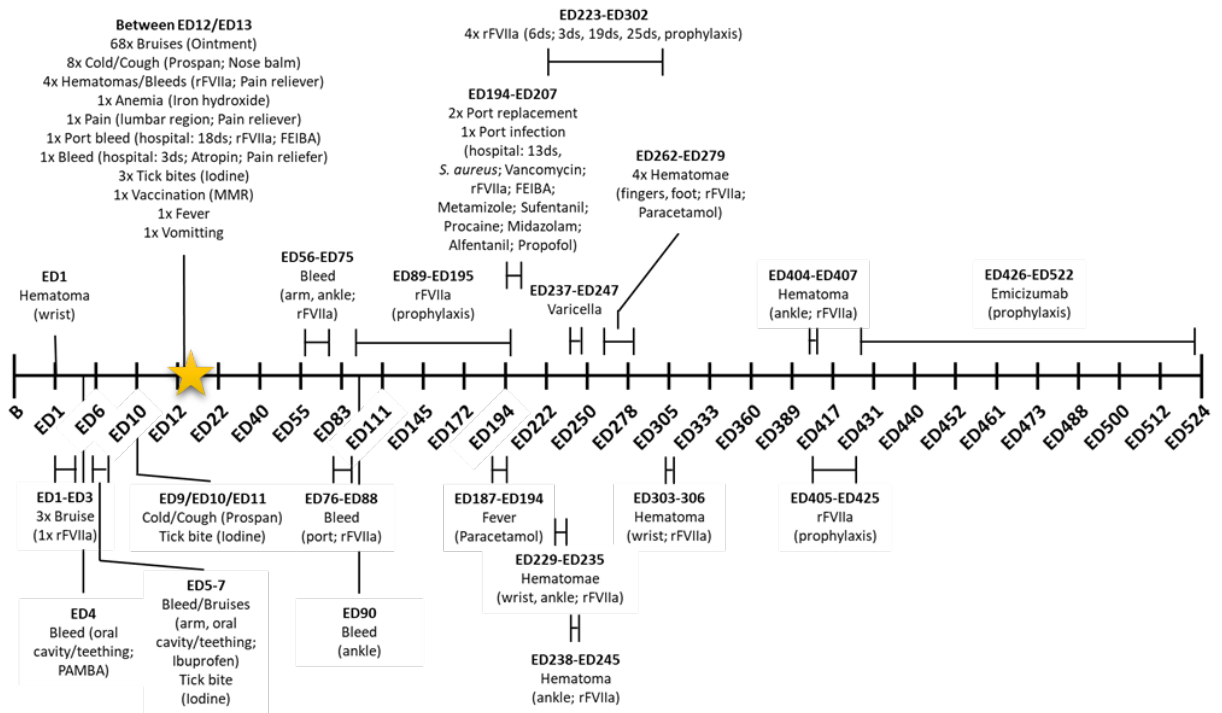 Between ED12/ED13
68x Bruises (Ointment)
8x Cold/Cough (Prospan; Nose balm)
4x Hematomas/Bleeds (rFVIIa; Pain reliever)
1x Anemia (Iron hydroxide)
1x Pain (lumbar region; Pain reliever)
1x Port bleed (hospital: 18ds; rFVIIa; FEIBA)
1x Bleed (hospital: 3ds; Atropin; Pain reliefer)
3x Tick bites (Iodine)
1x Vaccination (MMR)
1x Fever
1x Vomitting
ED223-ED302
4x rFVIIa (6ds; 3ds, 19ds, 25ds, prophylaxis)
ED194-ED207
2x Port replacement
1x Port infection
(hospital: 13ds,
S. aureus; Vancomycin;
rFVIIa; FEIBA;
Metamizole; Sufentanil;
Procaine; Midazolam;
Alfentanil; Propofol)
ED262-ED279
4x Hematomae
(fingers, foot; rFVIIa;
Paracetamol)
ED1
Hematoma
(wrist)
ED56-ED75
Bleed
(arm, ankle;
rFVIIa)
ED89-ED195
rFVIIa
(prophylaxis)
ED237-ED247
Varicella
ED404-ED407
Hematoma
(ankle; rFVIIa)
ED426-ED522
Emicizumab
(prophylaxis)
B
ED1
ED6
ED10
ED12
ED22
ED40
ED55
ED83
ED111
ED145
ED172
ED194
ED222
ED250
ED278
ED305
ED333
ED360
ED389
ED417
ED431
ED440
ED452
ED461
ED473
ED488
ED500
ED512
ED524
ED1-ED3
3x Bruise
(1x rFVIIa)
ED9/ED10/ED11
Cold/Cough (Prospan)
Tick bite (Iodine)
ED76-ED88
Bleed
(port; rFVIIa)
ED187-ED194
Fever
(Paracetamol)
ED303-306
Hematoma
(wrist; rFVIIa)
ED405-ED425
rFVIIa
(prophylaxis)
ED229-ED235
Hematomae
(wrist, ankle; rFVIIa)
ED4
Bleed (oral
cavity/teething;
PAMBA)
ED5-7
Bleed/Bruises
(arm, oral
cavity/teething;
Ibuprofen)
Tick bite
(Iodine)
ED90
Bleed
(ankle)
ED238-ED245
Hematoma
(ankle; rFVIIa)